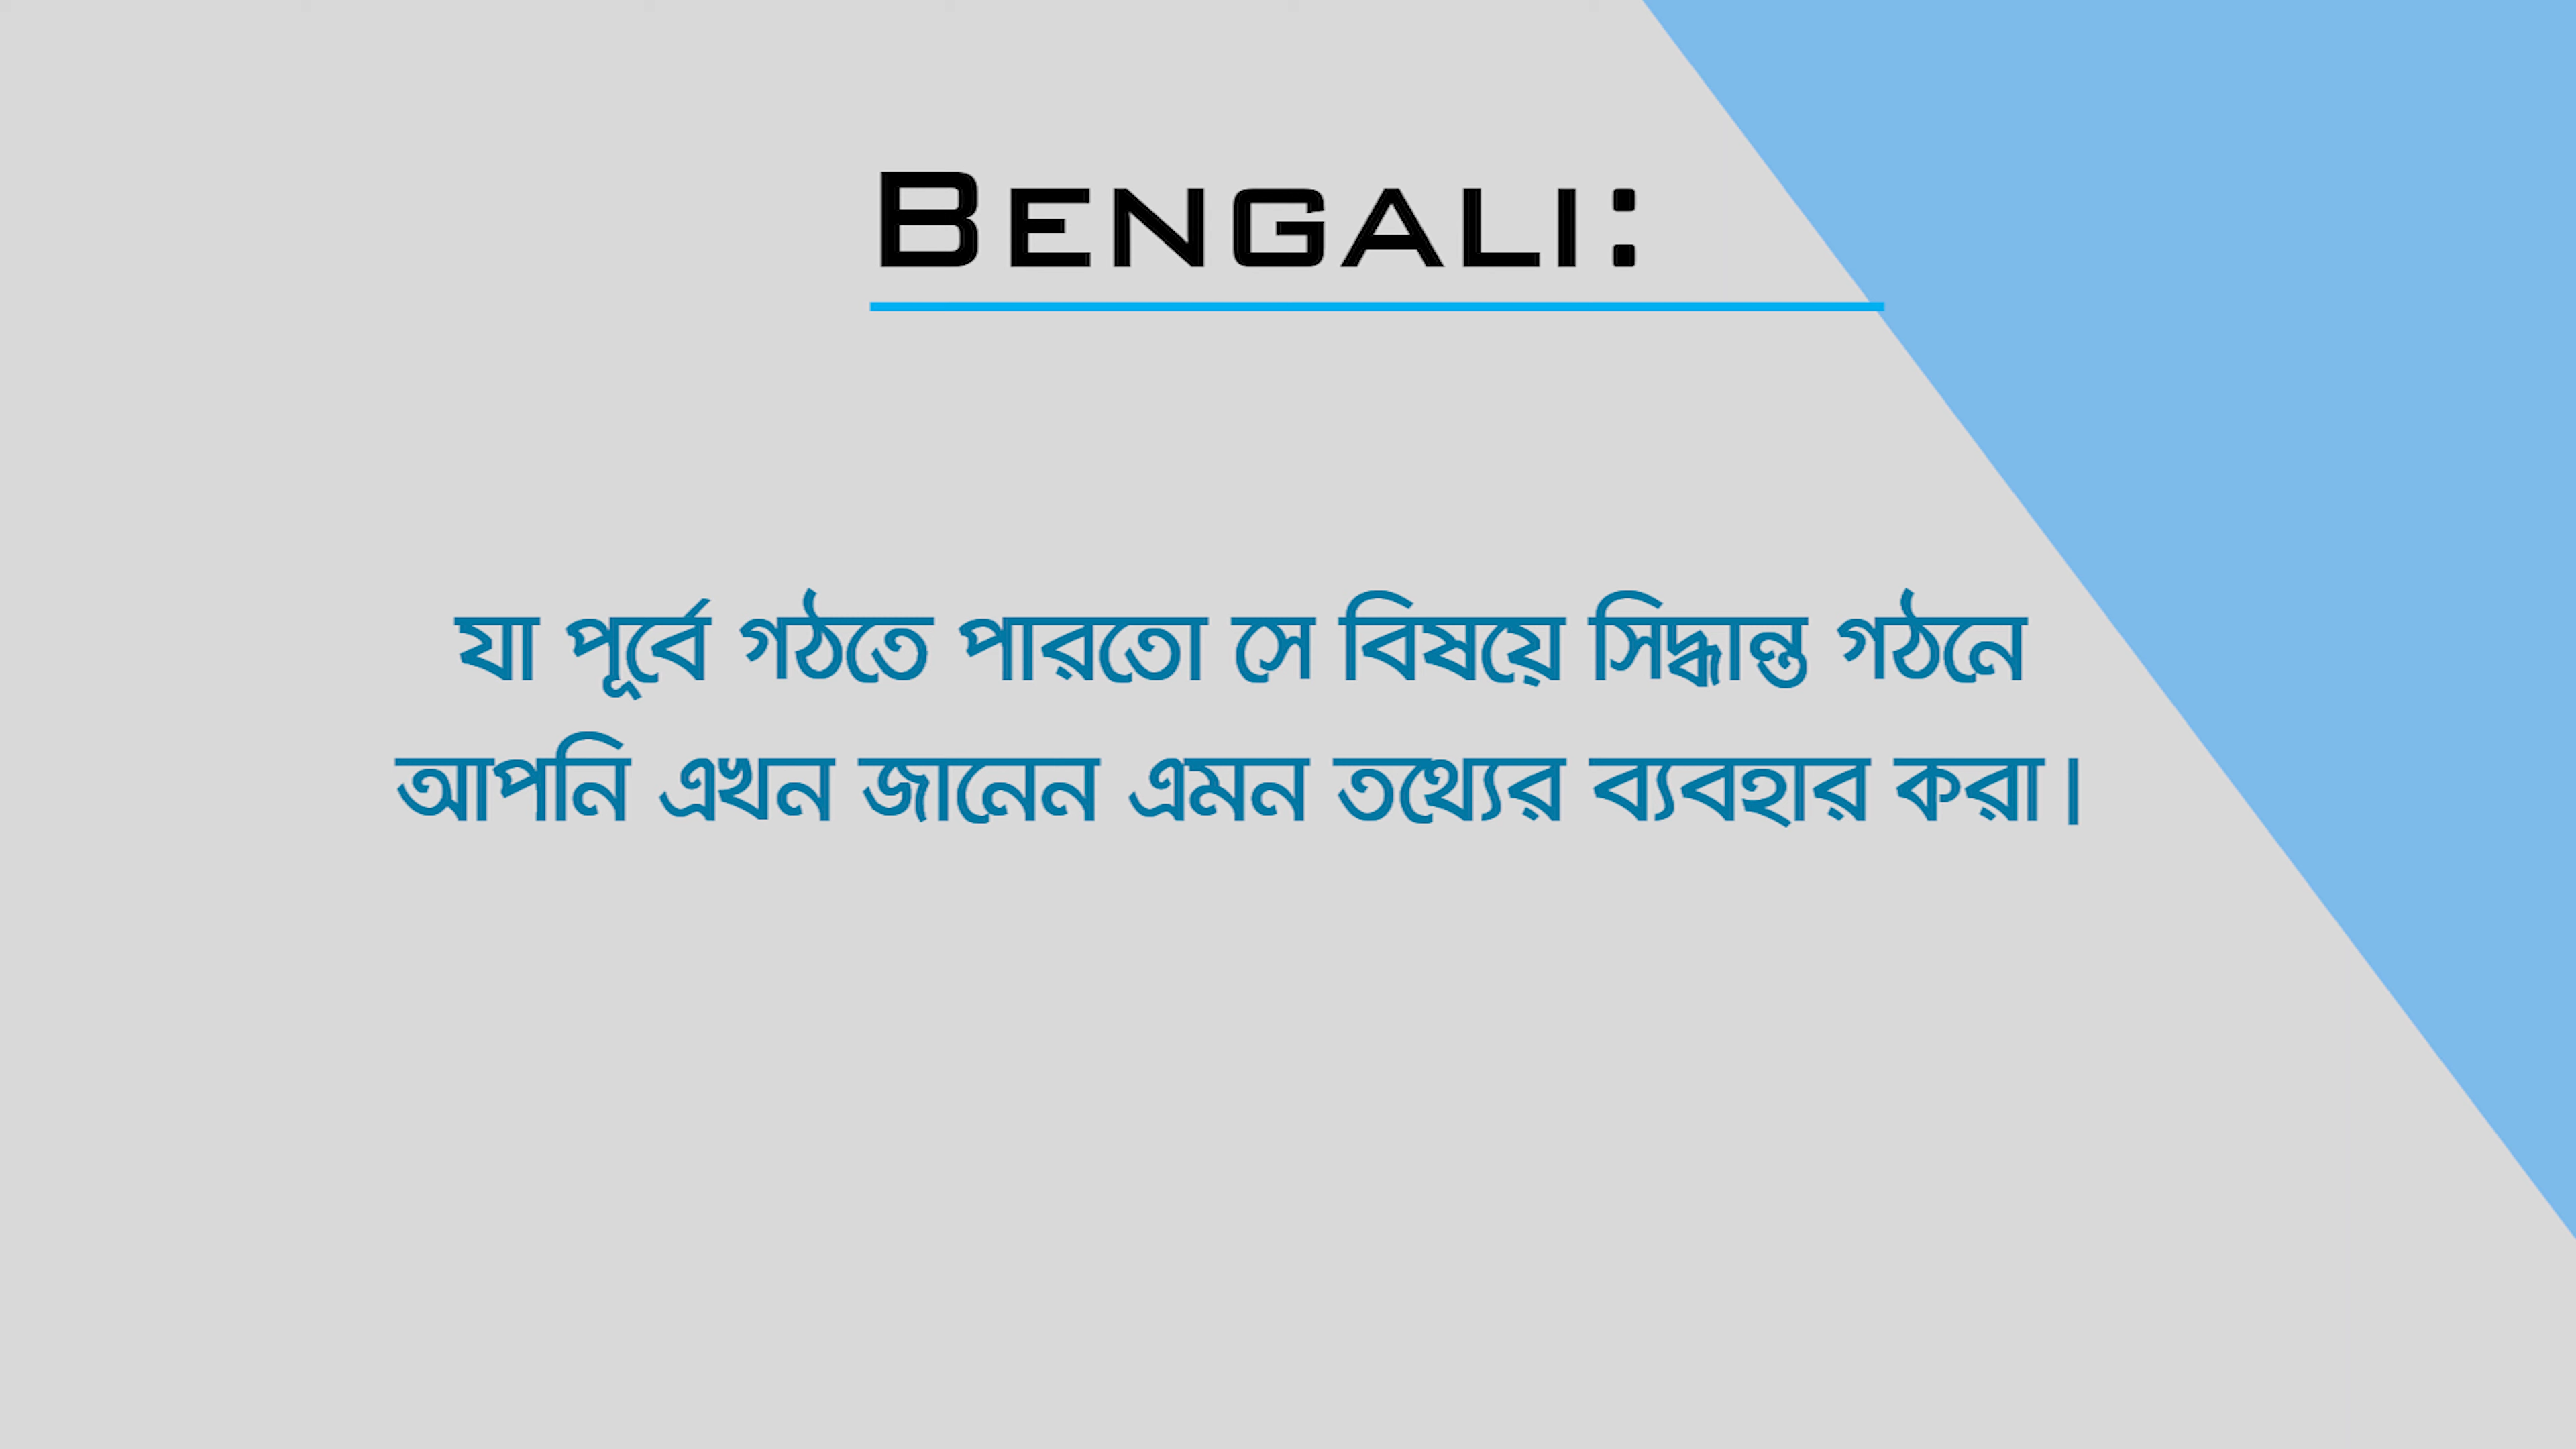 BENGALI:
যা পূর্বে গঠতে পারতো সে বিষয়ে সিদ্ধান্ত গঠনে
আপনি এখন জানেন এমন তথ্যের ব্যবহার করা।